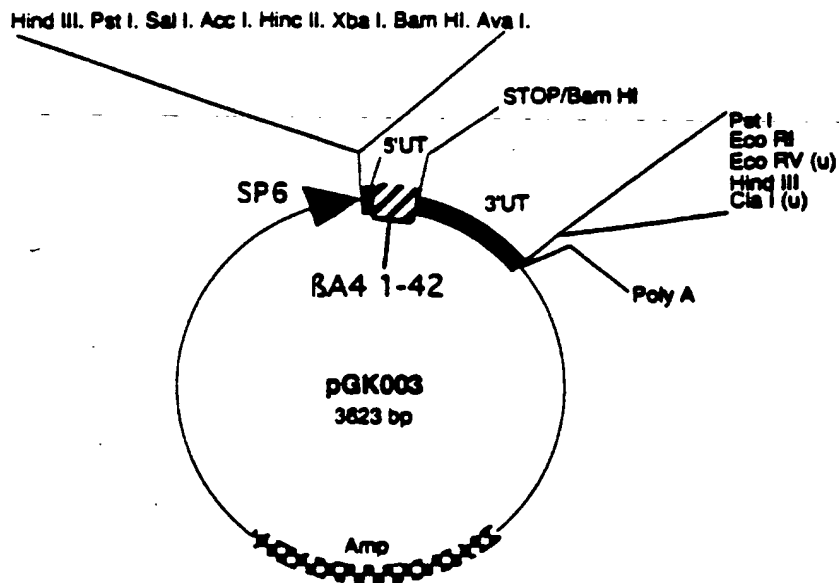 Hind III. Pst I. Sal I. Acc I. Hinc II. Xba I. Bam HI. Ava I.
STOP/Bam HI
5'UT
Pst I
Eco RI
Eco RV (u)
Hind III
Cla I (u)
SP6
3'UT
ßA4 1-42
Poly A
pGK003
3623 bp
Amp